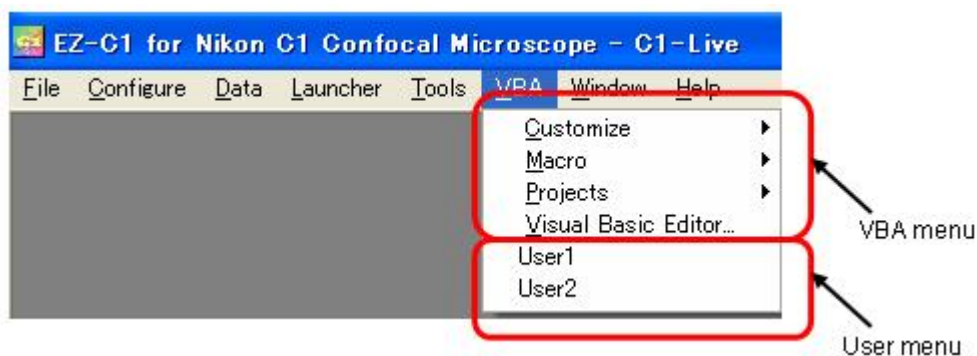 EZ-C1 for Nikon C1 Confocal Microscope - C1-Live
File Configure Data Launcher Tools VBA Window Help
Customize
Macro
Projects
Visual Basic Editor...
User1
User2
VBA menu
User menu